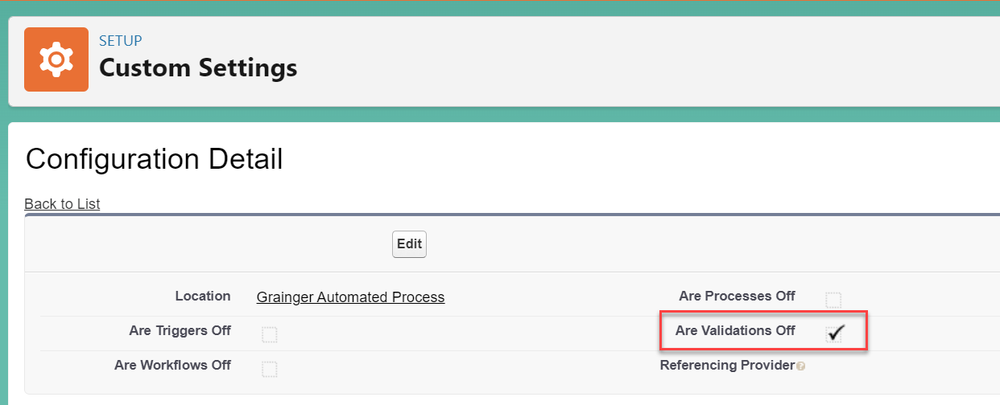 SETUP
Custom Settings
Configuration Detail
Back to List
Edit
Location Grainger Automated Process Are Processes Off
Are Triggers Off Are Validations Off
Are Workflows Off Referencing Provider ?